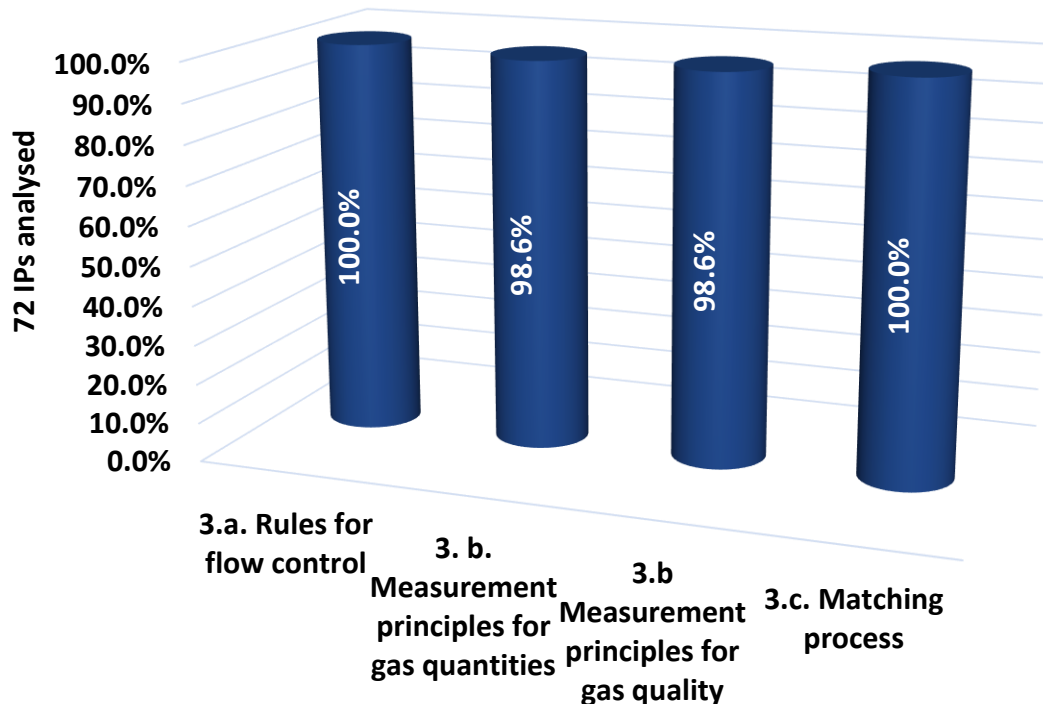 100.0%
90.0%
80.0%
70.0%
60.0%
50.0%
40.0%
30.0%
20.0%
10.0%
0.0%
72 IPs analysed
100.0%
98.6%
98.6%
100.0%
3.a. Rules for
flow control
3. b.
Measurement
principles for
gas quantities
3.b
Measurement
principles for
gas quality
3.c. Matching
process